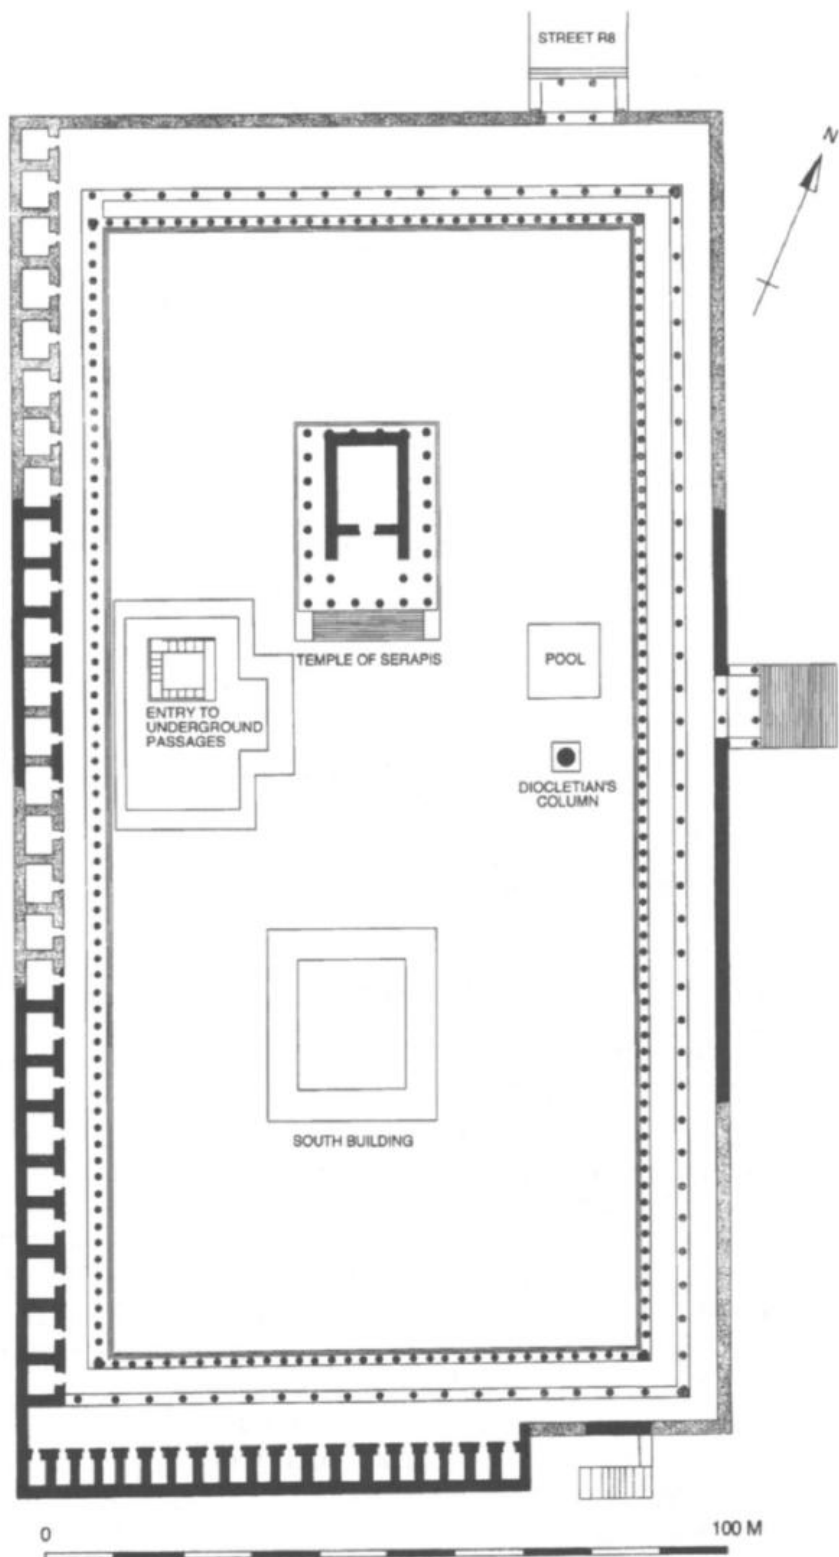 STREET R8
N
TEMPLE OF SERAPIS
POOL
ENTRY TO
UNDERGROUND
PASSAGES
DIOCLETIAN'S
COLUMN
SOUTH BUILDING
0
100 M